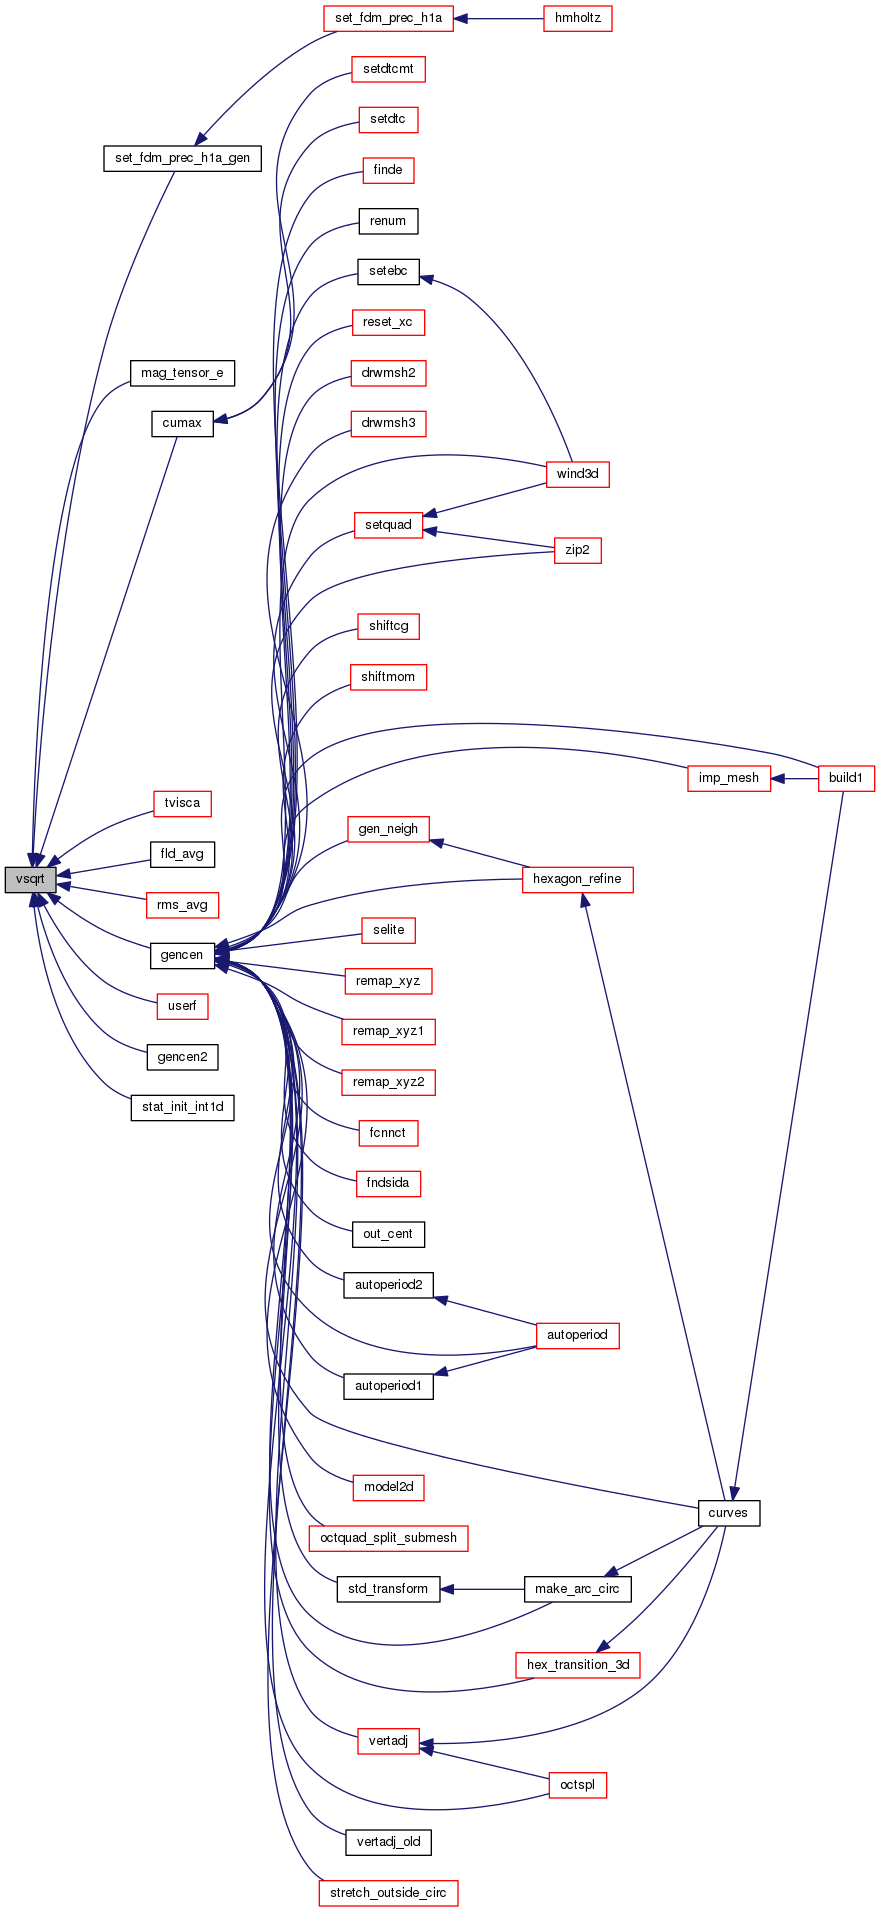 set_fdm_prec_h1a
hmholtz
setdtcmt
setdtc
set_fdm_prec_h1a_gen
finde
renum
setebc
reset_xc
mag_tensor_e
drwmsh2
cumax
drwmsh3
wind3d
setquad
zip2
shiftcg
shiftmom
imp_mesh
build1
tvisca
gen_neigh
fld_avg
vsqrt
hexagon_refine
rms_avg
selite
gencen
remap_xyz
userf
remap_xyz1
gencen2
remap_xyz2
stat_init_int1d
fcnnct
fndsida
out_cent
autoperiod2
autoperiod
autoperiod1
model2d
curves
octquad_split_submesh
std_transform
make_arc_circ
hex_transition_3d
vertadj
octspl
vertadj_old
stretch_outside_circ